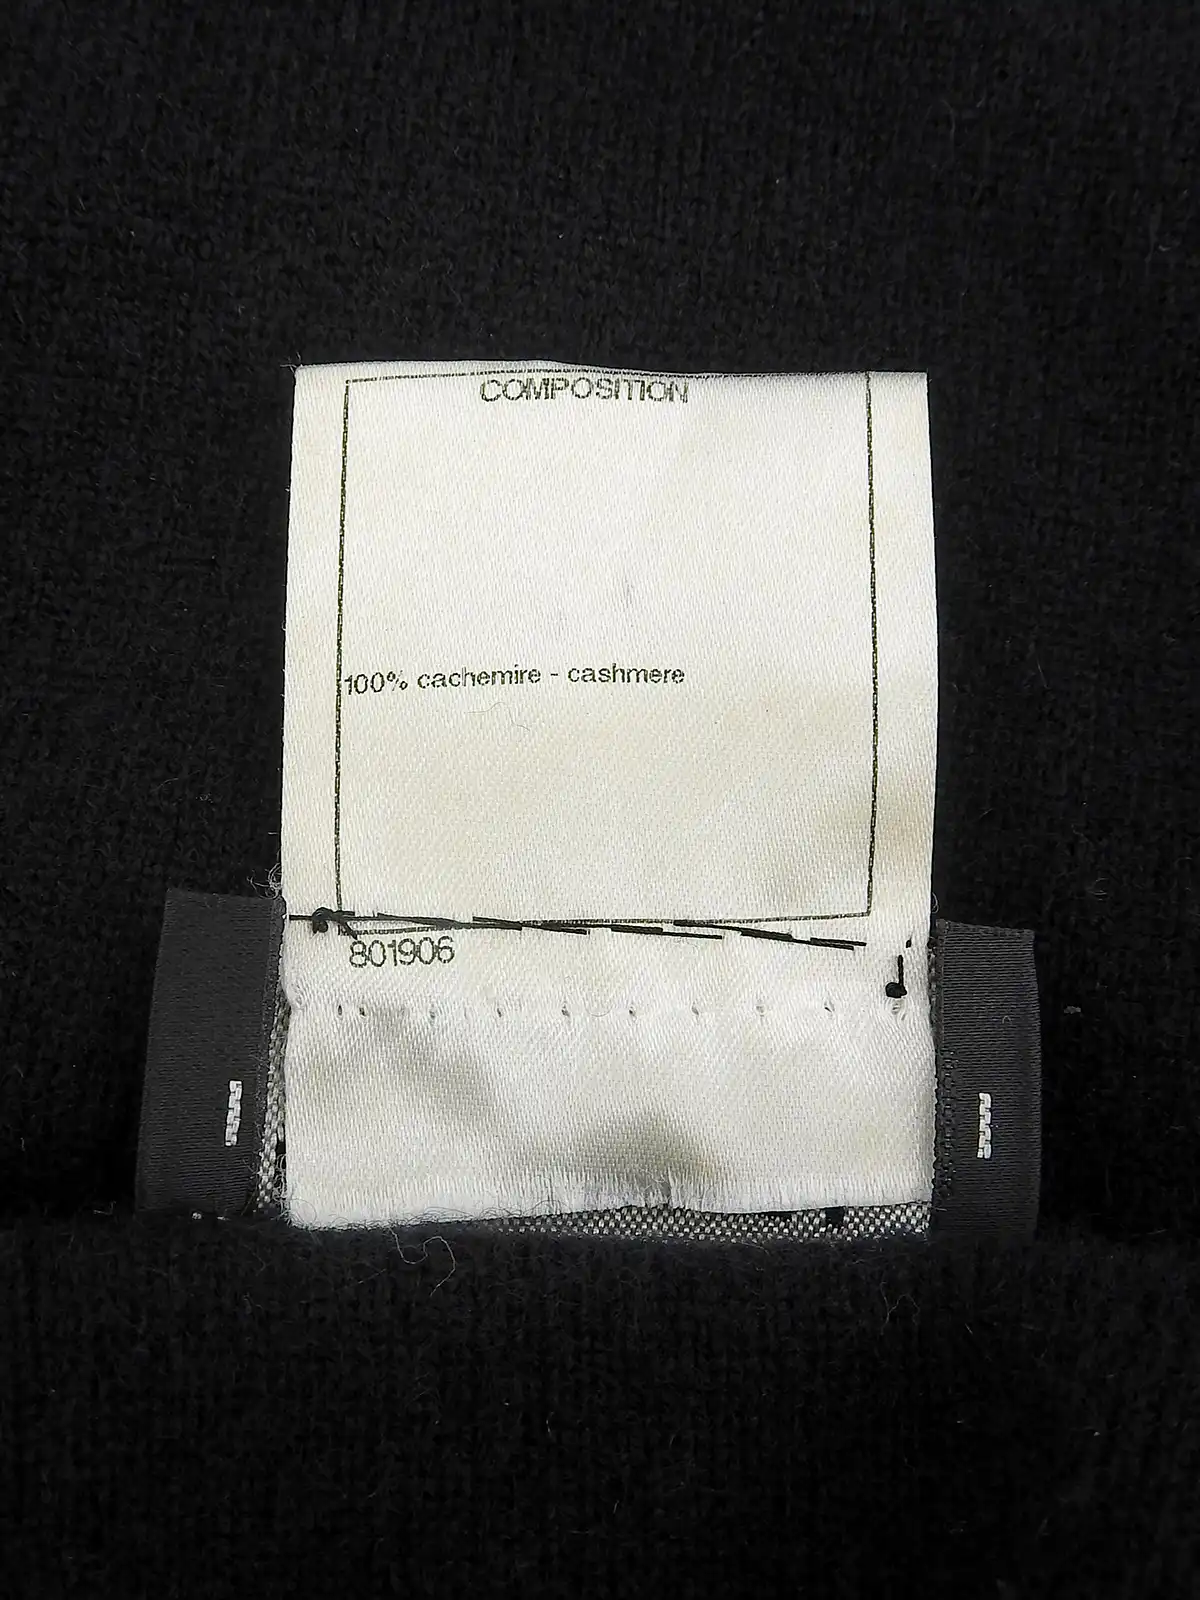 COMPOSITION
100% cachemire - cashmere
801906